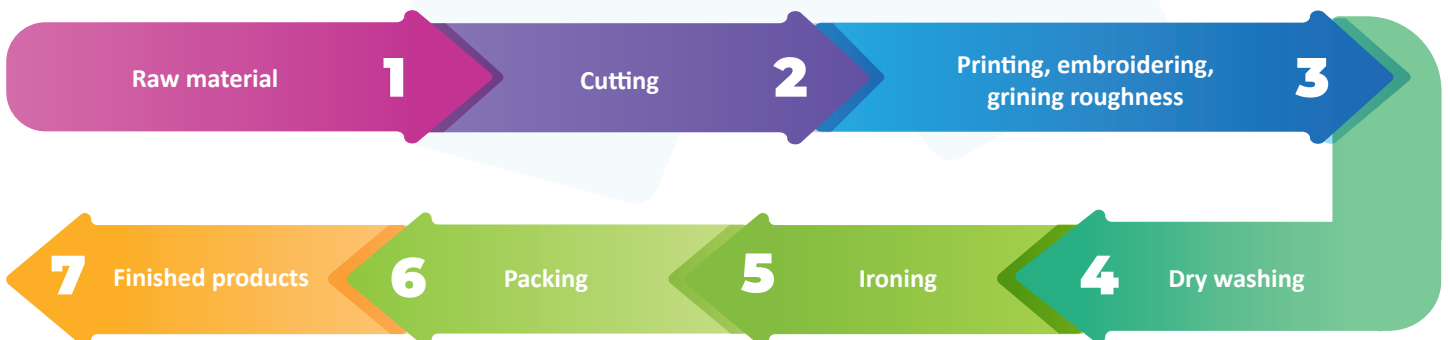 Raw material 1
Cutting 2
Printing, embroidering,
grining roughness 3
Dry washing 4
Ironing 5
Packing 6
Finished products 7